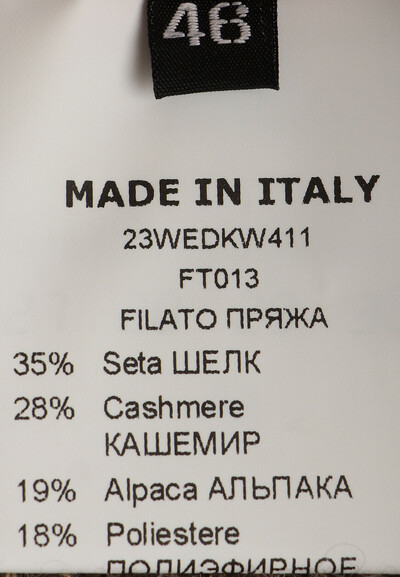 46
MADE IN ITALY
23WEDKW411
FT013
FILATO ПРЯЖА
35% Seta ШЕЛК
28% Cashmere
КАШЕМИР
19% Alpaca АЛЬПАКА
18% Poliestere
ПОЛИЭФИРНОЕ